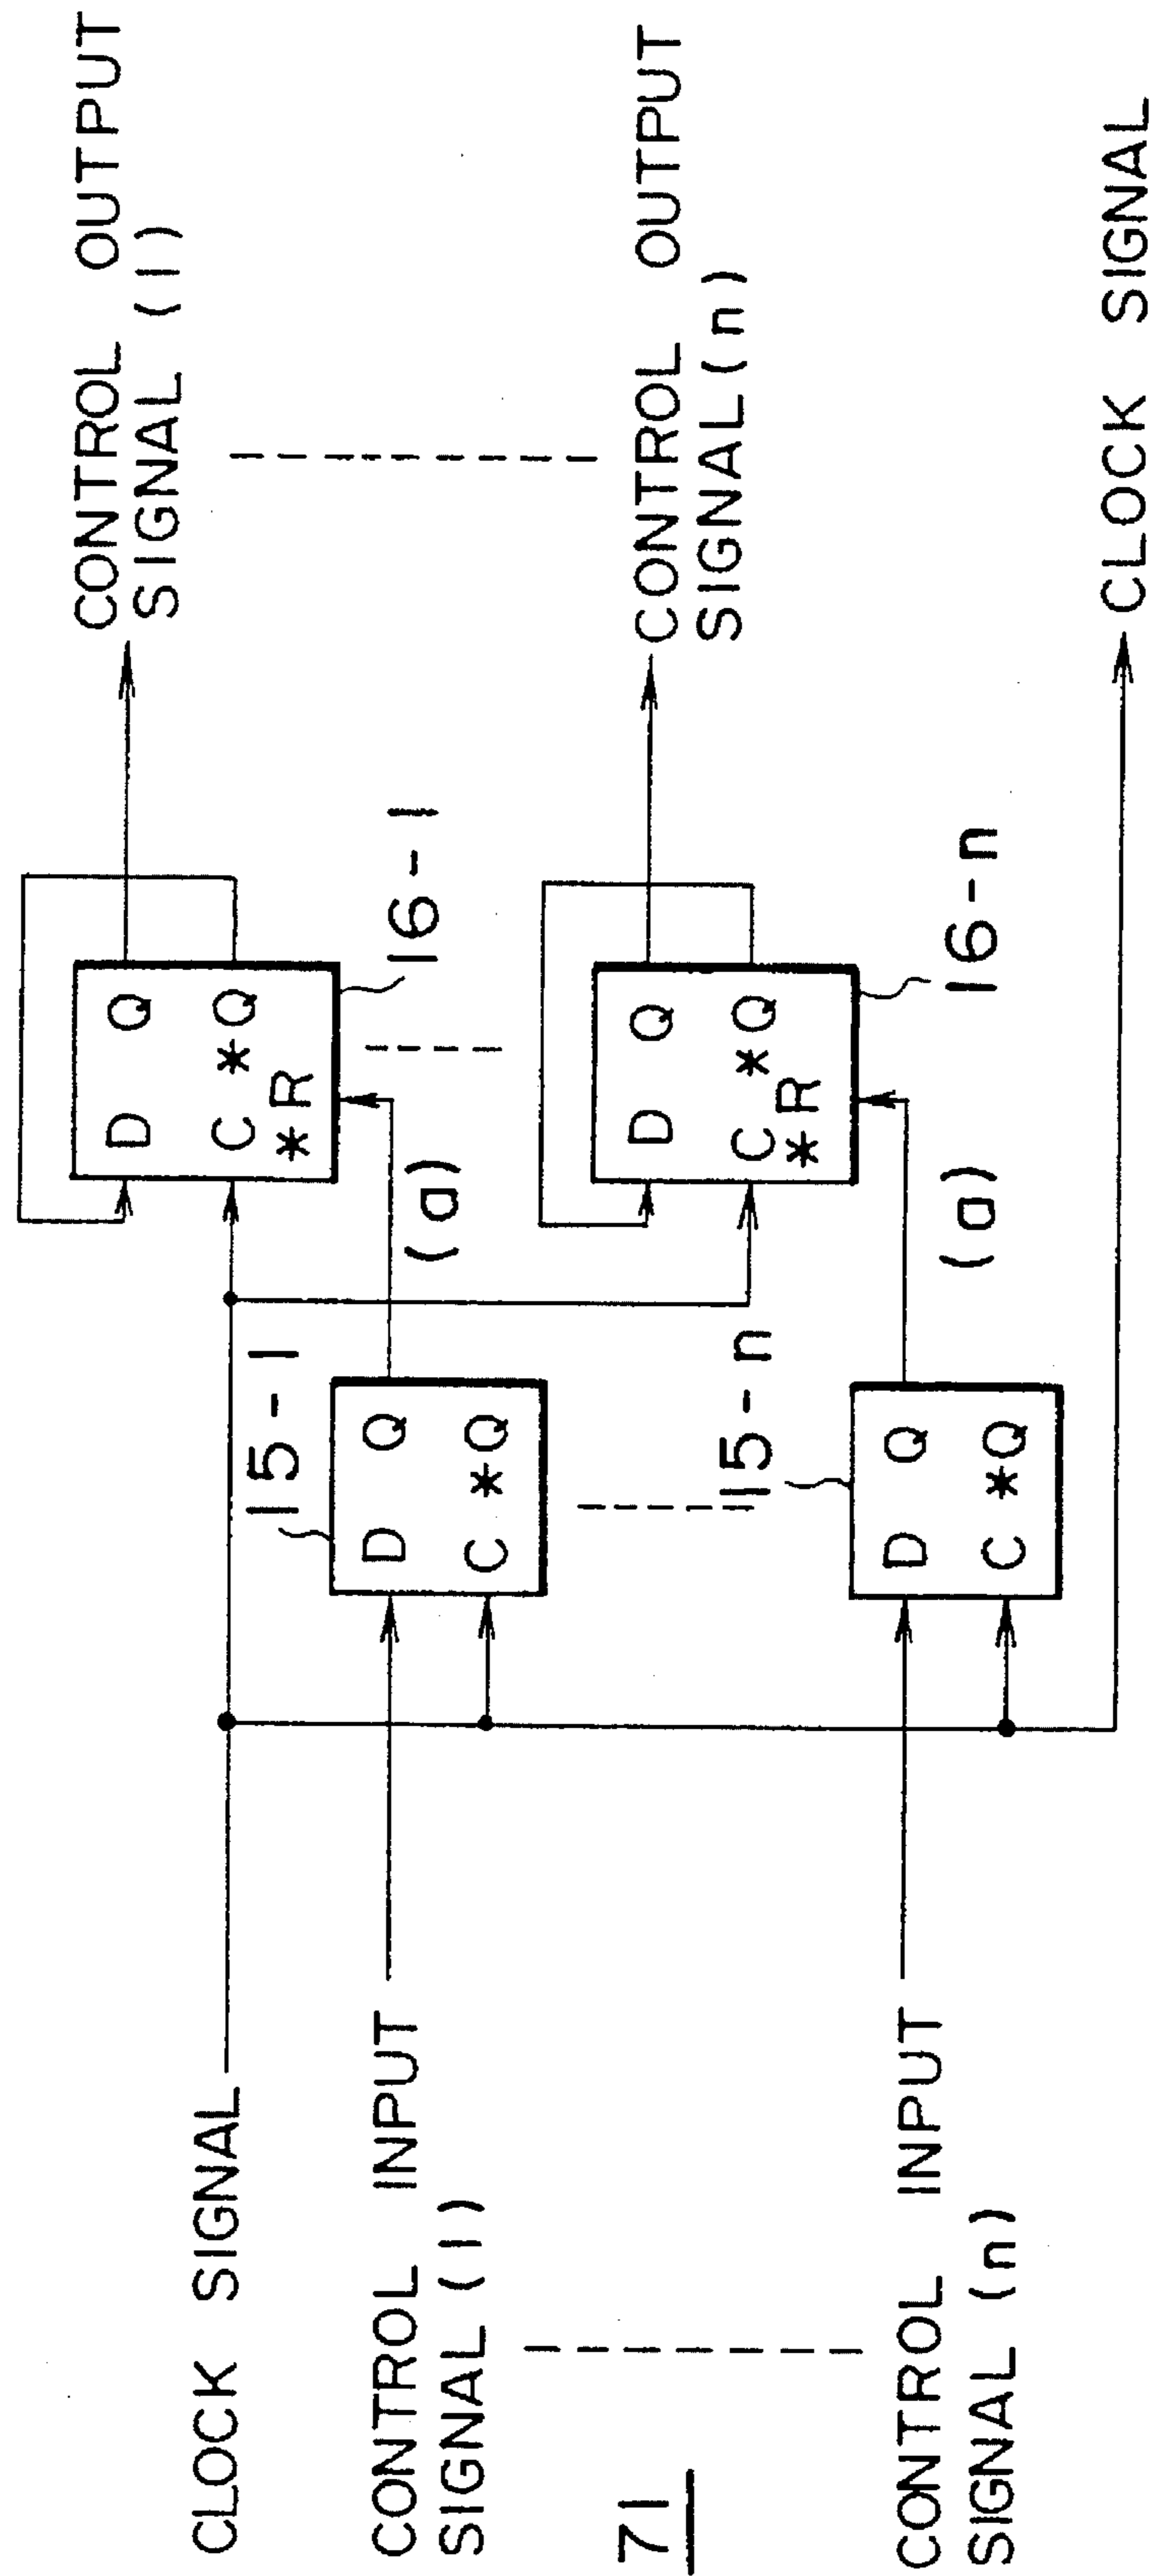 CLOCK SIGNAL
CONTROL INPUT
SIGNAL (1)
CONTROL INPUT
SIGNAL (n)
71
15-1
D Q
C *Q
15-n
D Q
C *Q
(a)
(a)
D Q
C *Q
*R
16-1
D Q
C *Q
*R
16-n
CONTROL OUTPUT
SIGNAL (1)
CONTROL OUTPUT
SIGNAL (n)
CLOCK SIGNAL